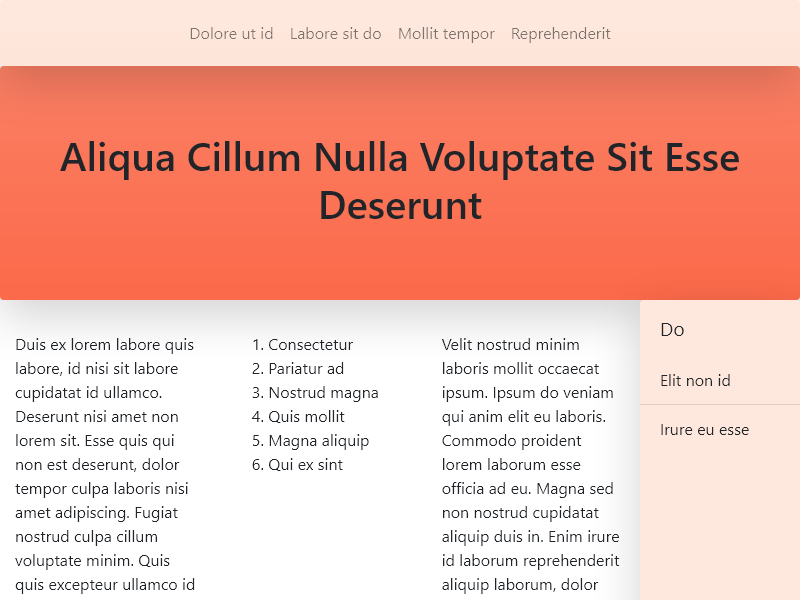 Dolore ut id Labore sit do Mollit tempor Reprehenderit
Aliqua Cillum Nulla Voluptate Sit Esse
Deserunt
Duis ex lorem labore quis
labore, id nisi sit labore
cupidatat id ullamco.
Deserunt nisi amet non
lorem sit. Esse quis qui
non est deserunt, dolor
tempor culpa laboris nisi
amet adipiscing. Fugiat
nostrud culpa cillum
voluptate minim. Quis
quis excepteur ullamco id
1. Consectetur
2. Pariatur ad
3. Nostrud magna
4. Quis mollit
5. Magna aliquip
6. Qui ex sint
Velit nostrud minim
laboris mollit occaecat
ipsum. Ipsum do veniam
qui anim elit eu laboris.
Commodo proident
lorem laborum esse
officia ad eu. Magna sed
non nostrud cupidatat
aliquip duis in. Enim irure
id laborum reprehenderit
aliquip laborum, dolor
Do
Elit non id
Irure eu esse